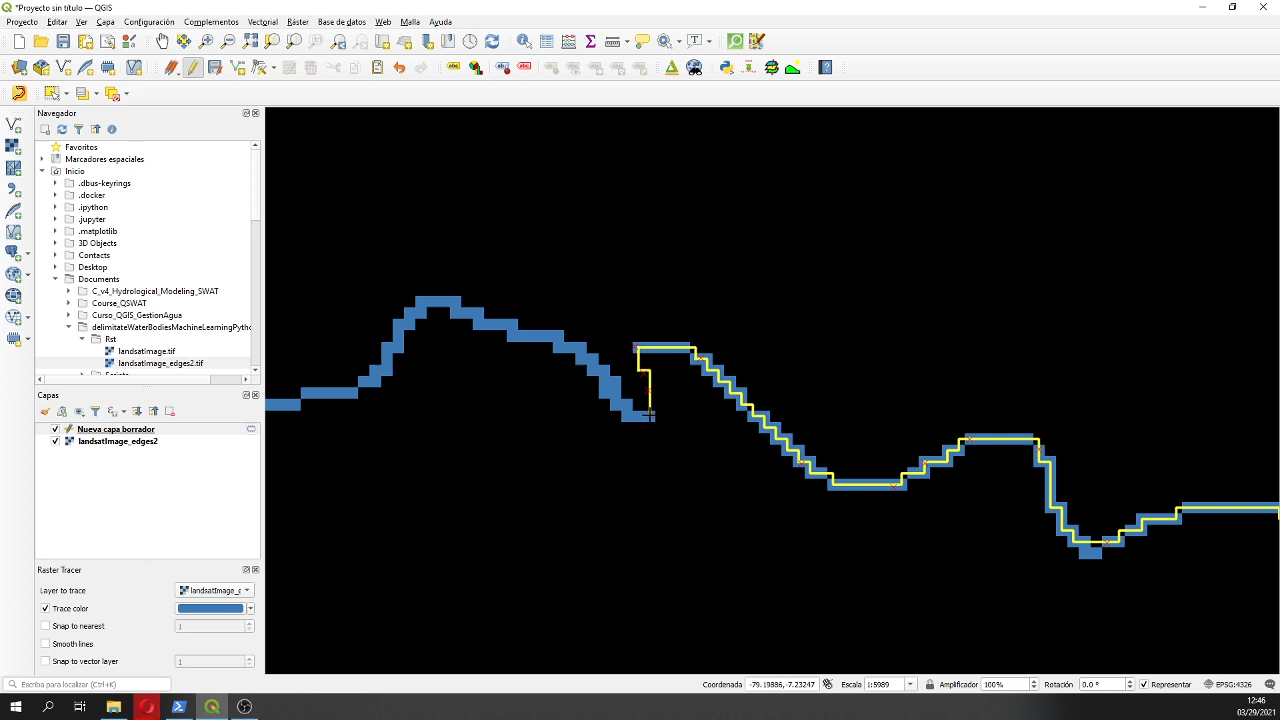 *Proyecto sin título — QGIS
Proyecto Editar Ver Capa Configuración Complementos Vectorial Ráster Base de datos Web Malla Ayuda
Navegador
Favoritos
Marcadores espaciales
Inicio
.dbus-keyrings
.docker
.ipython
.jupyter
.matplotlib
3D Objects
Contacts
Desktop
Documents
C_v4_Hydrological_Modeling_SWAT
Course_QSWAT
Curso_QGIS_GestionAgua
delimitateWaterBodiesMachineLearningPytho
Rst
landsatImage.tif
landsatImage_edges2.tif
Capas
Nueva capa borrador
landsatImage_edges2
Raster Tracer
Layer to trace landsatImage_e
Trace color
Snap to nearest 1
Smooth lines
Snap to vector layer 1
Escriba para localizar (Ctrl+K) Coordenada -79.19886,-7.23247 Escala 1:5989 Amplificador 100% Rotación 0.0 ° Representar EPSG:4326
12:46
03/29/2021